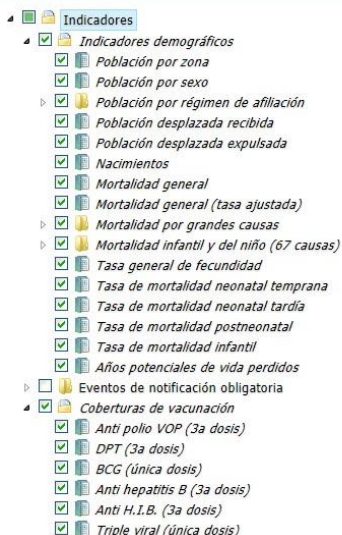 Indicadores
Indicadores demográficos
Población por zona
Población por sexo
Población por régimen de afiliación
Población desplazada recibida
Población desplazada expulsada
Nacimientos
Mortalidad general
Mortalidad general (tasa ajustada)
Mortalidad por grandes causas
Mortalidad infantil y del niño (67 causas)
Tasa general de fecundidad
Tasa de mortalidad neonatal temprana
Tasa de mortalidad neonatal tardía
Tasa de mortalidad postneonatal
Tasa de mortalidad infantil
Años potenciales de vida perdidos
Eventos de notificación obligatoria
Coberturas de vacunación
Anti polio VOP (3a dosis)
DPT (3a dosis)
BCG (única dosis)
Anti hepatitis B (3a dosis)
Anti H.I.B. (3a dosis)
Triple viral (única dosis)